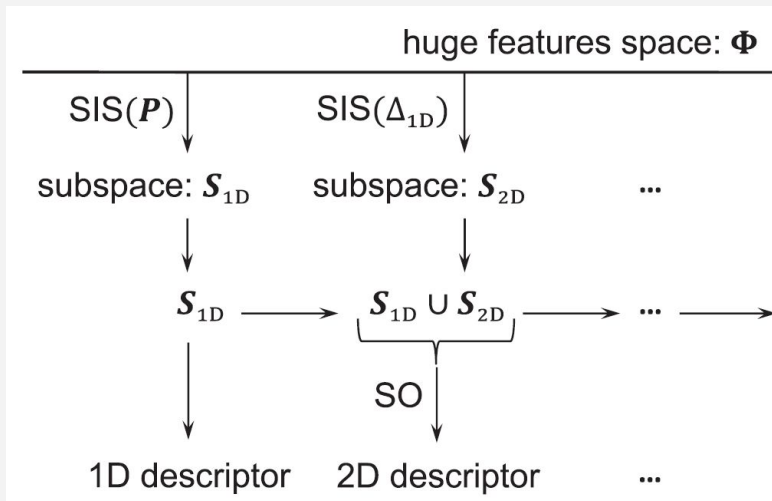 huge features space: Φ
SIS(P) SIS(Δ1D)
subspace: S1D subspace: S2D ...
S1D S1D ∪ S2D ...
SO
1D descriptor 2D descriptor ...